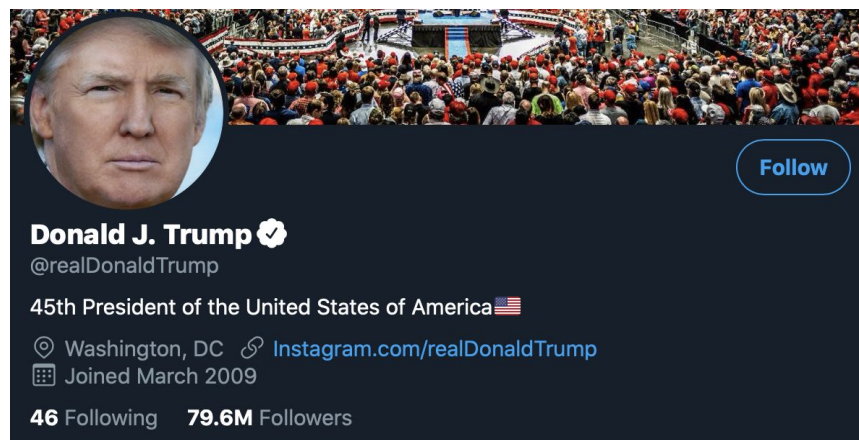 Follow
Donald J. Trump
@realDonaldTrump
45th President of the United States of America🇺🇸
Washington, DC Instagram.com/realDonaldTrump
Joined March 2009
46 Following 79.6M Followers